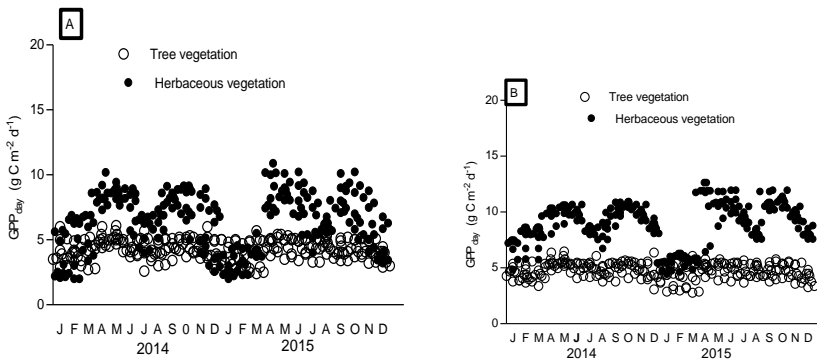 A
20
15
10
5
0
GPPday (g C m-2 d-1)
Tree vegetation
Herbaceous vegetation
J F M A M J J A S 0 N D J F M A M J J A S O N D
2014 2015
B
20
15
10
5
0
GPPday (g C m-2 d-1)
Tree vegetation
Herbaceous vegetation
J F M A M J J A S O N D J F M A M J J A S O N D
2014 2015